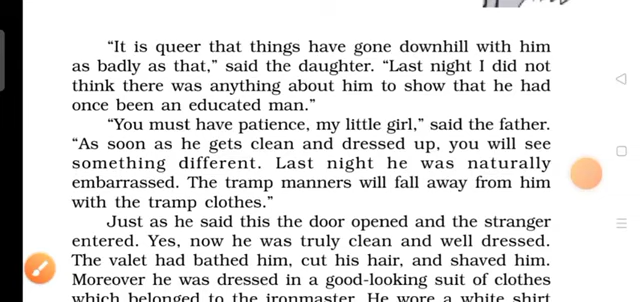 “It is queer that things have gone downhill with him
as badly as that,” said the daughter. “Last night I did not
think there was anything about him to show that he had
once been an educated man.”
“You must have patience, my little girl,” said the father.
“As soon as he gets clean and dressed up, you will see
something different. Last night he was naturally
embarrassed. The tramp manners will fall away from him
with the tramp clothes.”
Just as he said this the door opened and the stranger
entered. Yes, now he was truly clean and well dressed.
The valet had bathed him, cut his hair, and shaved him.
Moreover he was dressed in a good-looking suit of clothes
which belonged to the ironmaster. He wore a white shirt